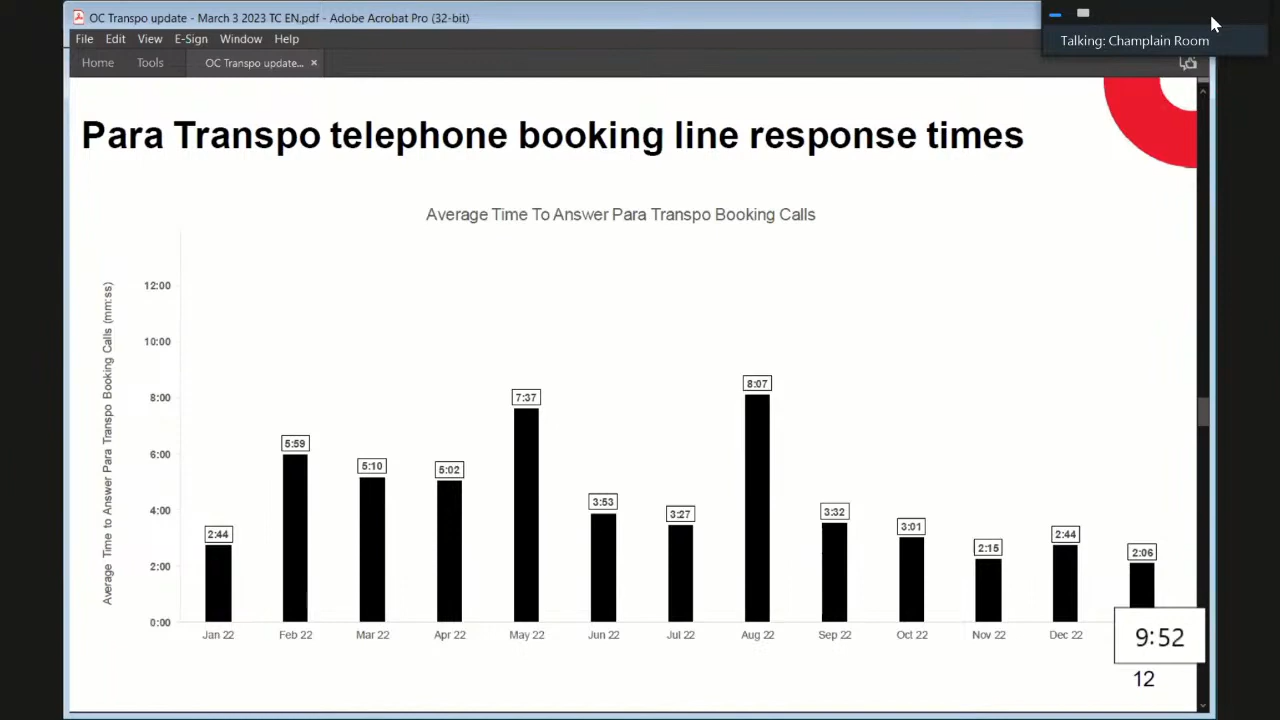 OC Transpo update - March 3 2023 TC EN.pdf - Adobe Acrobat Pro (32-bit)
File Edit View E-Sign Window Help
Talking: Champlain Room
Home Tools OC Transpo update... ×
Para Transpo telephone booking line response times
Average Time To Answer Para Transpo Booking Calls
Average Time to Answer Para Transpo Booking Calls (mm:ss)
12:00
10:00
8:00
6:00
4:00
2:00
0:00
2:44
5:59
5:10
5:02
7:37
3:53
3:27
8:07
3:32
3:01
2:15
2:44
2:06
Jan 22 Feb 22 Mar 22 Apr 22 May 22 Jun 22 Jul 22 Aug 22 Sep 22 Oct 22 Nov 22 Dec 22
9:52
12